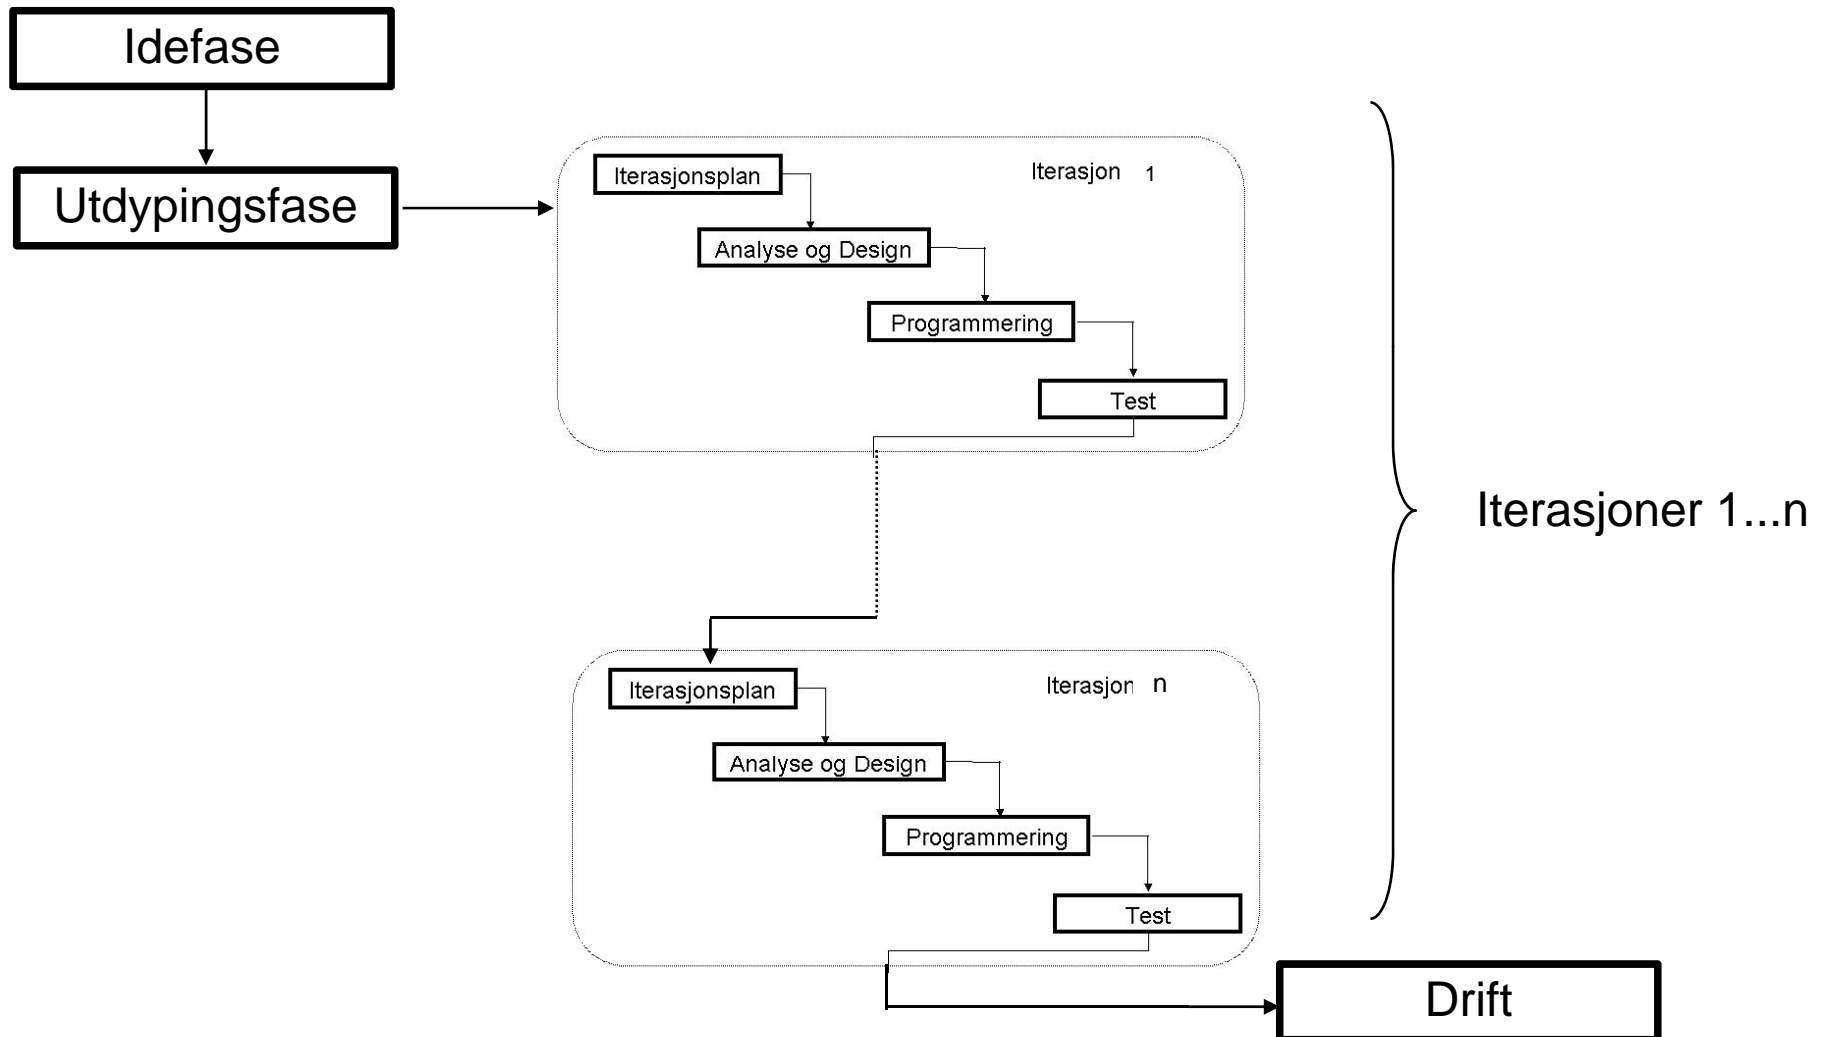 Idefase
Utdypingsfase
Iterasjonsplan
Iterasjon 1
Analyse og Design
Programmering
Test
Iterasjoner 1...n
Iterasjonsplan
Iterasjon n
Analyse og Design
Programmering
Test
Drift